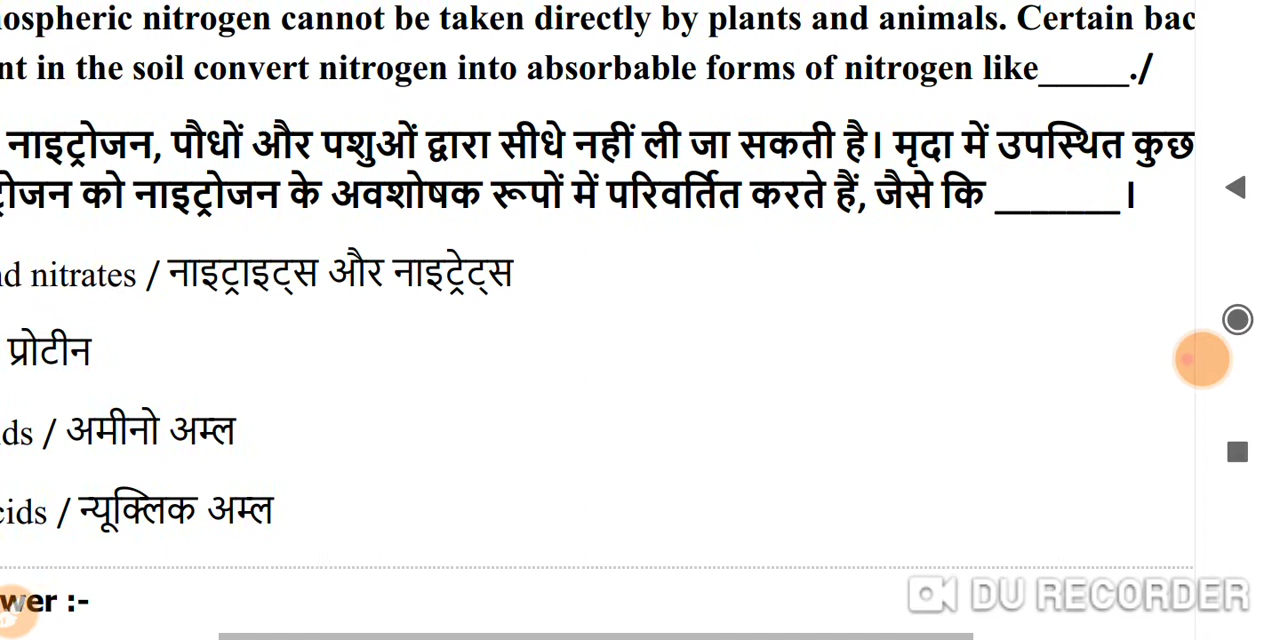 ospheric nitrogen cannot be taken directly by plants and animals. Certain bac
nt in the soil convert nitrogen into absorbable forms of nitrogen like_____./
नाइट्रोजन, पौधों और पशुओं द्वारा सीधे नहीं ली जा सकती है। मृदा में उपस्थित कुछ
ट्रोजन को नाइट्रोजन के अवशोषक रूपों में परिवर्तित करते हैं, जैसे कि _______ ।
d nitrates / नाइट्राइट्स और नाइट्रेट्स
प्रोटीन
ds / अमीनो अम्ल
cids / न्यूक्लिक अम्ल
wer :-
DU RECORDER